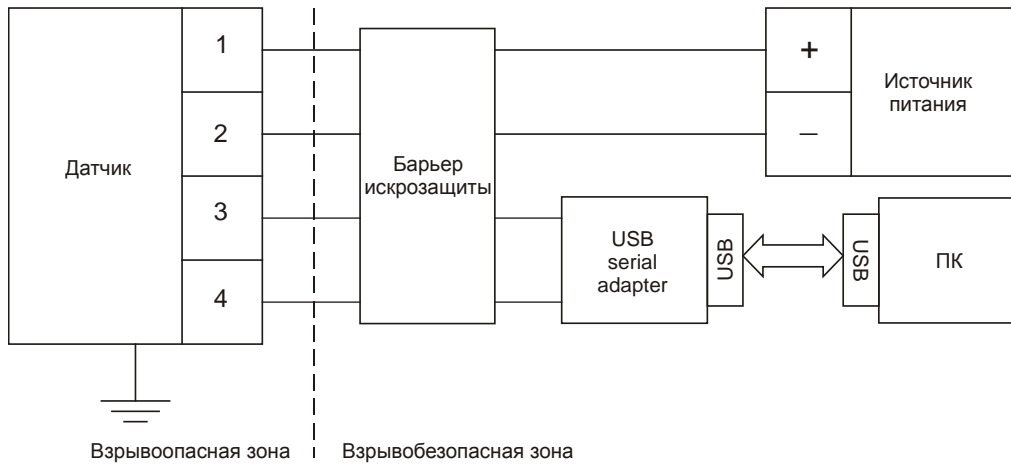 Датчик
1
2
3
4
Барьер
искрозащиты
+
–
Источник
питания
USB
serial
adapter
USB
USB
ПК
Взрывоопасная зона
Взрывобезопасная зона